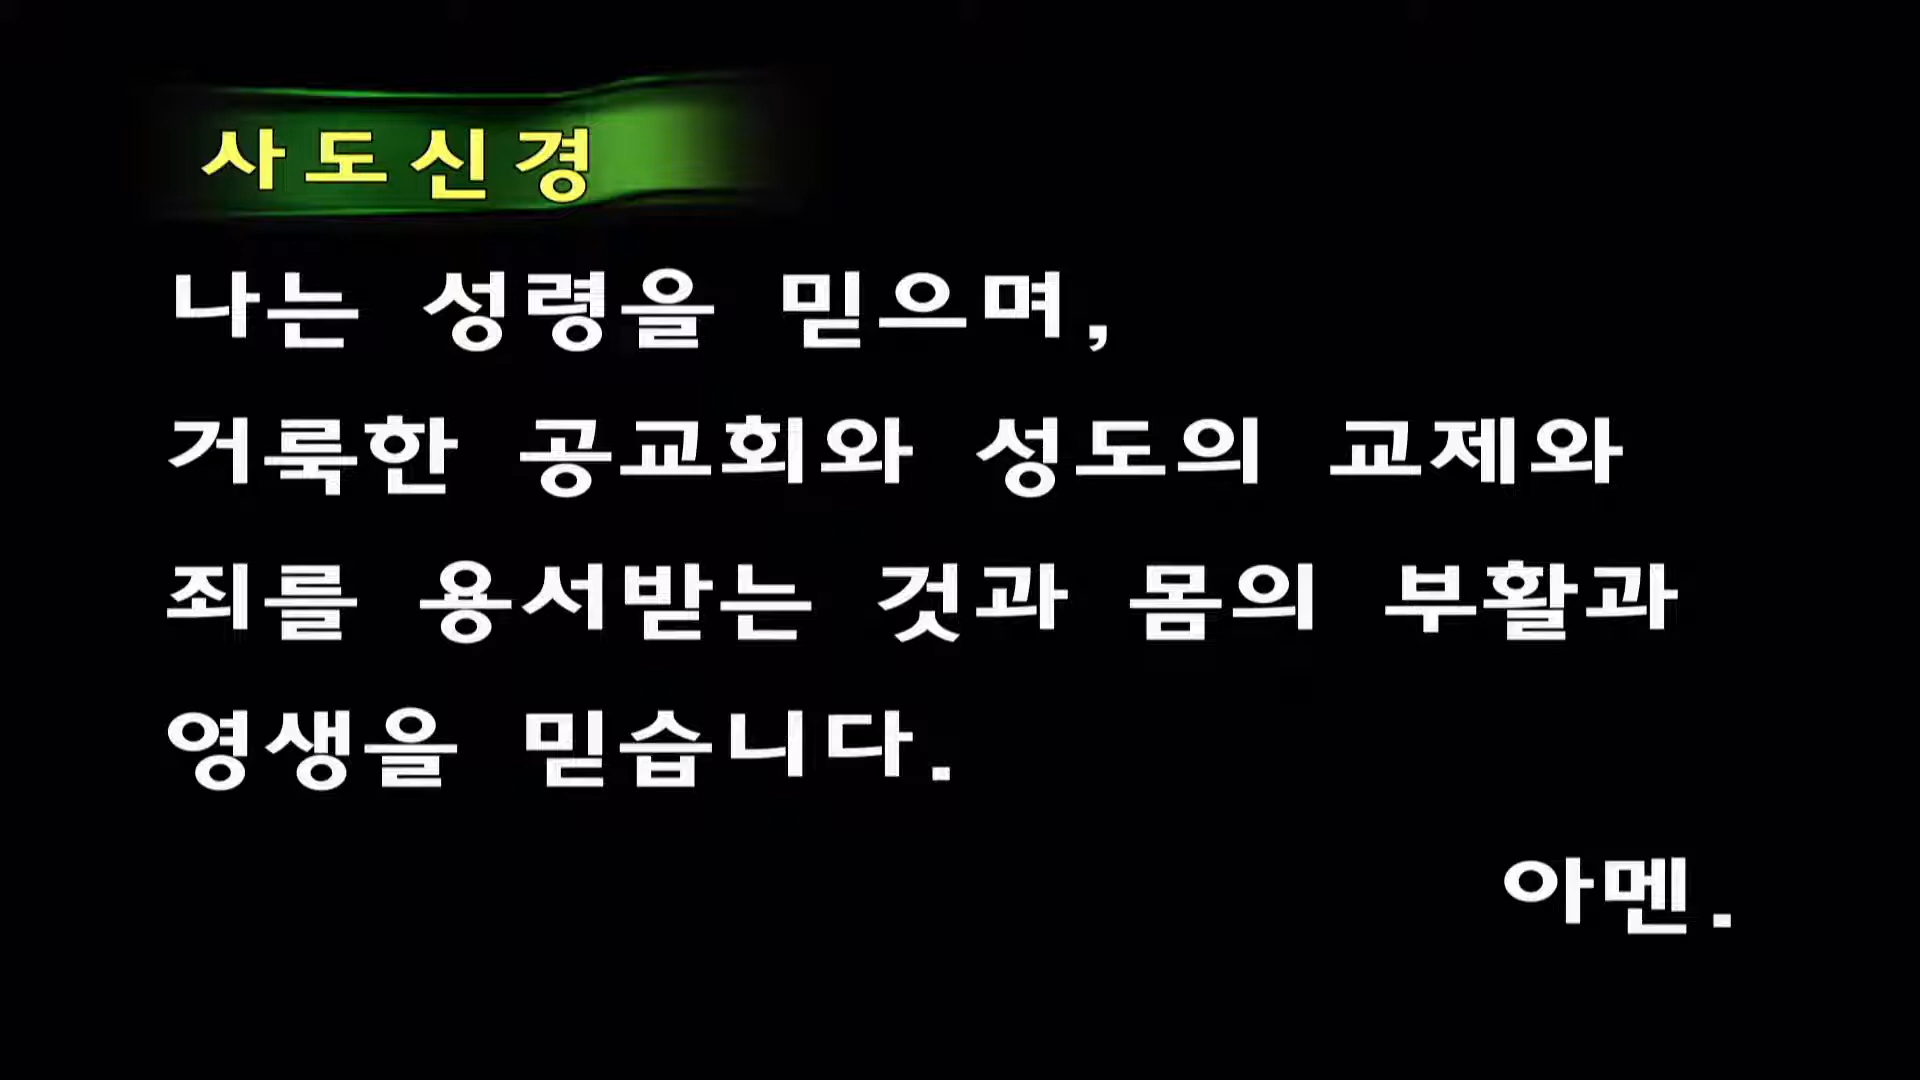 사도신경
나는 성령을 믿으며,
거룩한 공교회와 성도의 교제와
죄를 용서받는 것과 몸의 부활과
영생을 믿습니다.
아멘.